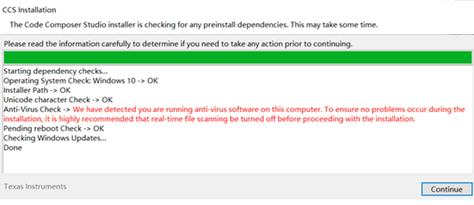 CCS Installation
The Code Composer Studio installer is checking for any preinstall dependencies. This may take some time.
Please read the information carefully to determine if you need to take any action prior to continuing.
Starting dependency checks...
Operating System Check: Windows 10 -> OK
Installer Path -> OK
Unicode character Check -> OK
Anti-Virus Check -> We have detected you are running anti-virus software on this computer. To ensure no problems occur during the
installation, it is highly recommended that real-time file scanning be turned off before proceeding with the installation.
Pending reboot Check -> OK
Checking Windows Updates...
Done
Texas Instruments
Continue